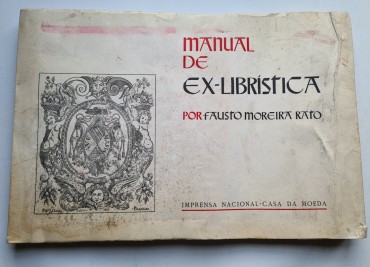 MANUAL
DE
EX-LIBRÍSTICA
POR FAUSTO MOREIRA RATO
IMPRENSA NACIONAL-CASA DA MOEDA